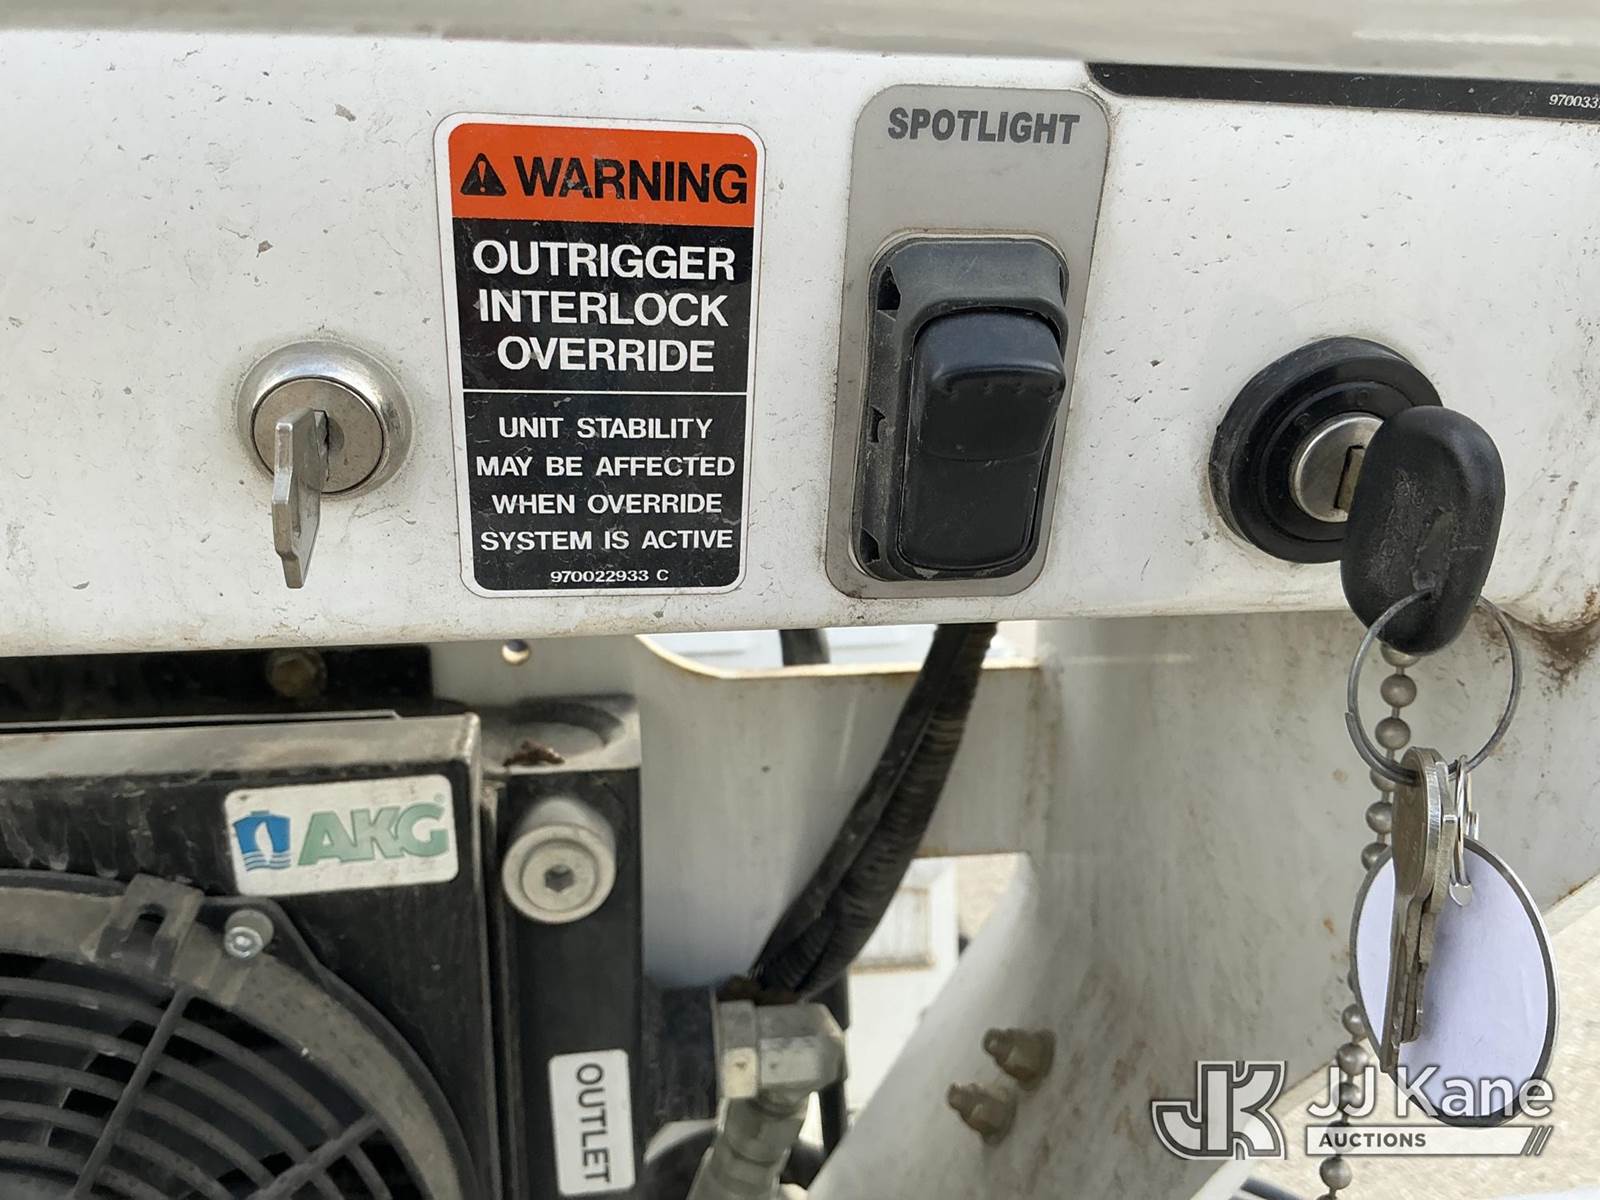 WARNING
OUTRIGGER
INTERLOCK
OVERRIDE
UNIT STABILITY
MAY BE AFFECTED
WHEN OVERRIDE
SYSTEM IS ACTIVE
970022933 C
SPOTLIGHT
AKG
OUTLET
JK JJ Kane
AUCTIONS